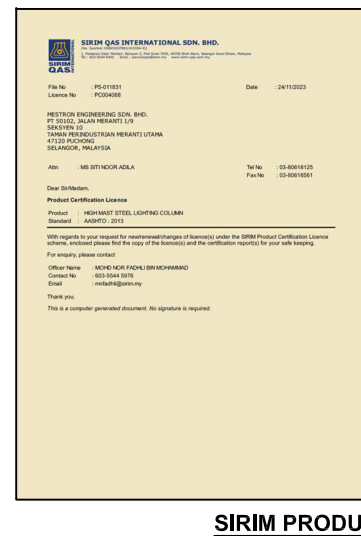 SIRIM QAS INTERNATIONAL SDN. BHD.
SIRIM
QAS
File No : PS-011831
Date : 24/11/2023
Licence No : PC004068
MESTRON ENGINEERING SDN. BHD.
PT 50102, JALAN MERANTI 1/9
SEKSYEN 10
TAMAN PERINDUSTRIAN MERANTI UTAMA
47120 PUCHONG
SELANGOR, MALAYSIA
Attn : MS SITI NOOR ADILA
Tel No : 03-80618125
Fax No : 03-80618561
Dear Sir/Madam,
Product Certification Licence
Product : HIGH MAST STEEL LIGHTING COLUMN
Standard : AASHTO : 2013
With regards to your request for new/renewal/changes of licence(s) under the SIRIM Product Certification Licence
scheme, enclosed please find the copy of the licence(s) and the certification report(s) for your safe keeping.
For enquiry, please contact
Officer Name : MOHD NOR FADHLI BIN MOHAMMAD
Contact No : 603-5544 5976
Email : mnfadhli@sirim.my
Thank you.
This is a computer generated document. No signature is required.
SIRIM PRODU